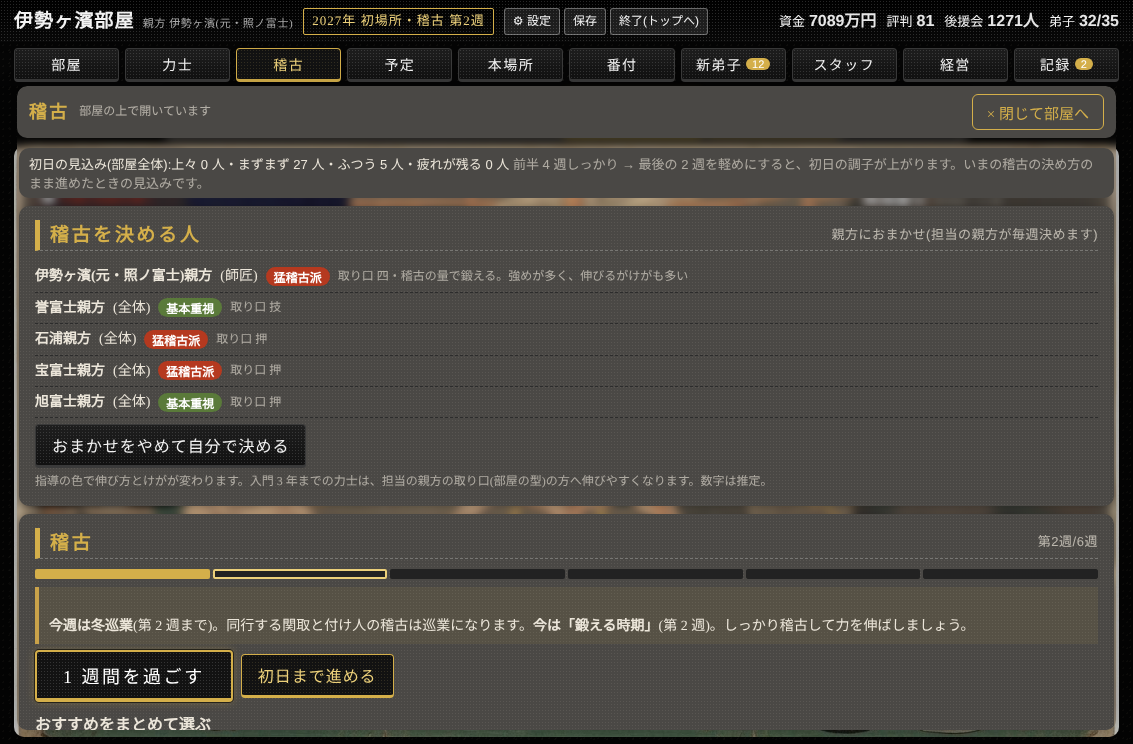 伊勢ヶ濱部屋 親方 伊勢ヶ濱(元・照ノ富士) 2027年 初場所・稽古 第2週 ⚙ 設定 保存 終了(トップへ) 資金 7089万円 評判 81 後援会 1271人 弟子 32/35
部屋 力士 稽古 予定 本場所 番付 新弟子 12 スタッフ 経営 記録 2
稽古 部屋の上で開いています × 閉じて部屋へ
初日の見込み(部屋全体):上々 0 人・まずまず 27 人・ふつう 5 人・疲れが残る 0 人 前半 4 週しっかり → 最後の 2 週を軽めにすると、初日の調子が上がります。いまの稽古の決め方の
まま進めたときの見込みです。
稽古を決める人 親方におまかせ(担当の親方が毎週決めます)
伊勢ヶ濱(元・照ノ富士)親方 (師匠) 猛稽古派 取り口 四・稽古の量で鍛える。強めが多く、伸びるがけがも多い
誉富士親方 (全体) 基本重視 取り口 技
石浦親方 (全体) 猛稽古派 取り口 押
宝富士親方 (全体) 猛稽古派 取り口 押
旭富士親方 (全体) 基本重視 取り口 押
おまかせをやめて自分で決める
指導の色で伸び方とけがが変わります。入門 3 年までの力士は、担当の親方の取り口(部屋の型)の方へ伸びやすくなります。数字は推定。
稽古 第2週/6週
今週は冬巡業(第 2 週まで)。同行する関取と付け人の稽古は巡業になります。今は「鍛える時期」(第 2 週)。しっかり稽古して力を伸ばしましょう。
1 週間を過ごす 初日まで進める
おすすめをまとめて選ぶ